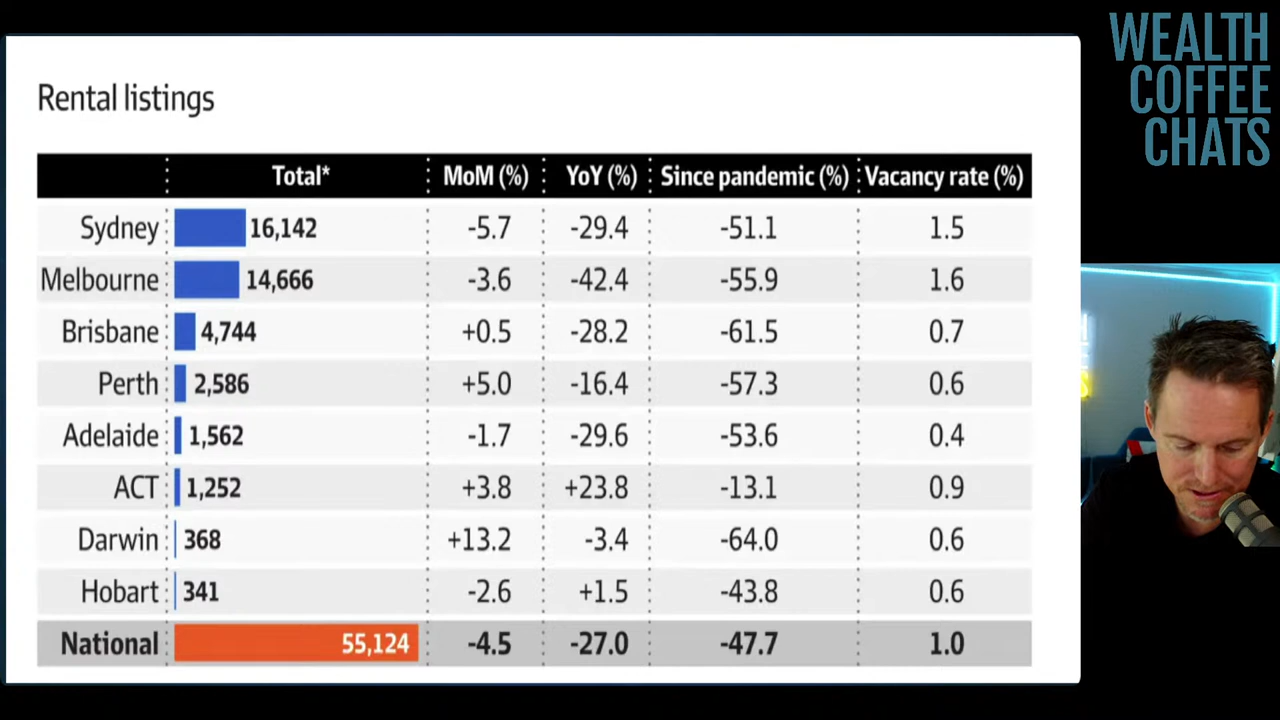 WEALTH
COFFEE
CHATS
Rental listings
Total* MoM (%) YoY (%) Since pandemic (%) Vacancy rate (%)
Sydney 16,142 -5.7 -29.4 -51.1 1.5
Melbourne 14,666 -3.6 -42.4 -55.9 1.6
Brisbane 4,744 +0.5 -28.2 -61.5 0.7
Perth 2,586 +5.0 -16.4 -57.3 0.6
Adelaide 1,562 -1.7 -29.6 -53.6 0.4
ACT 1,252 +3.8 +23.8 -13.1 0.9
Darwin 368 +13.2 -3.4 -64.0 0.6
Hobart 341 -2.6 +1.5 -43.8 0.6
National 55,124 -4.5 -27.0 -47.7 1.0